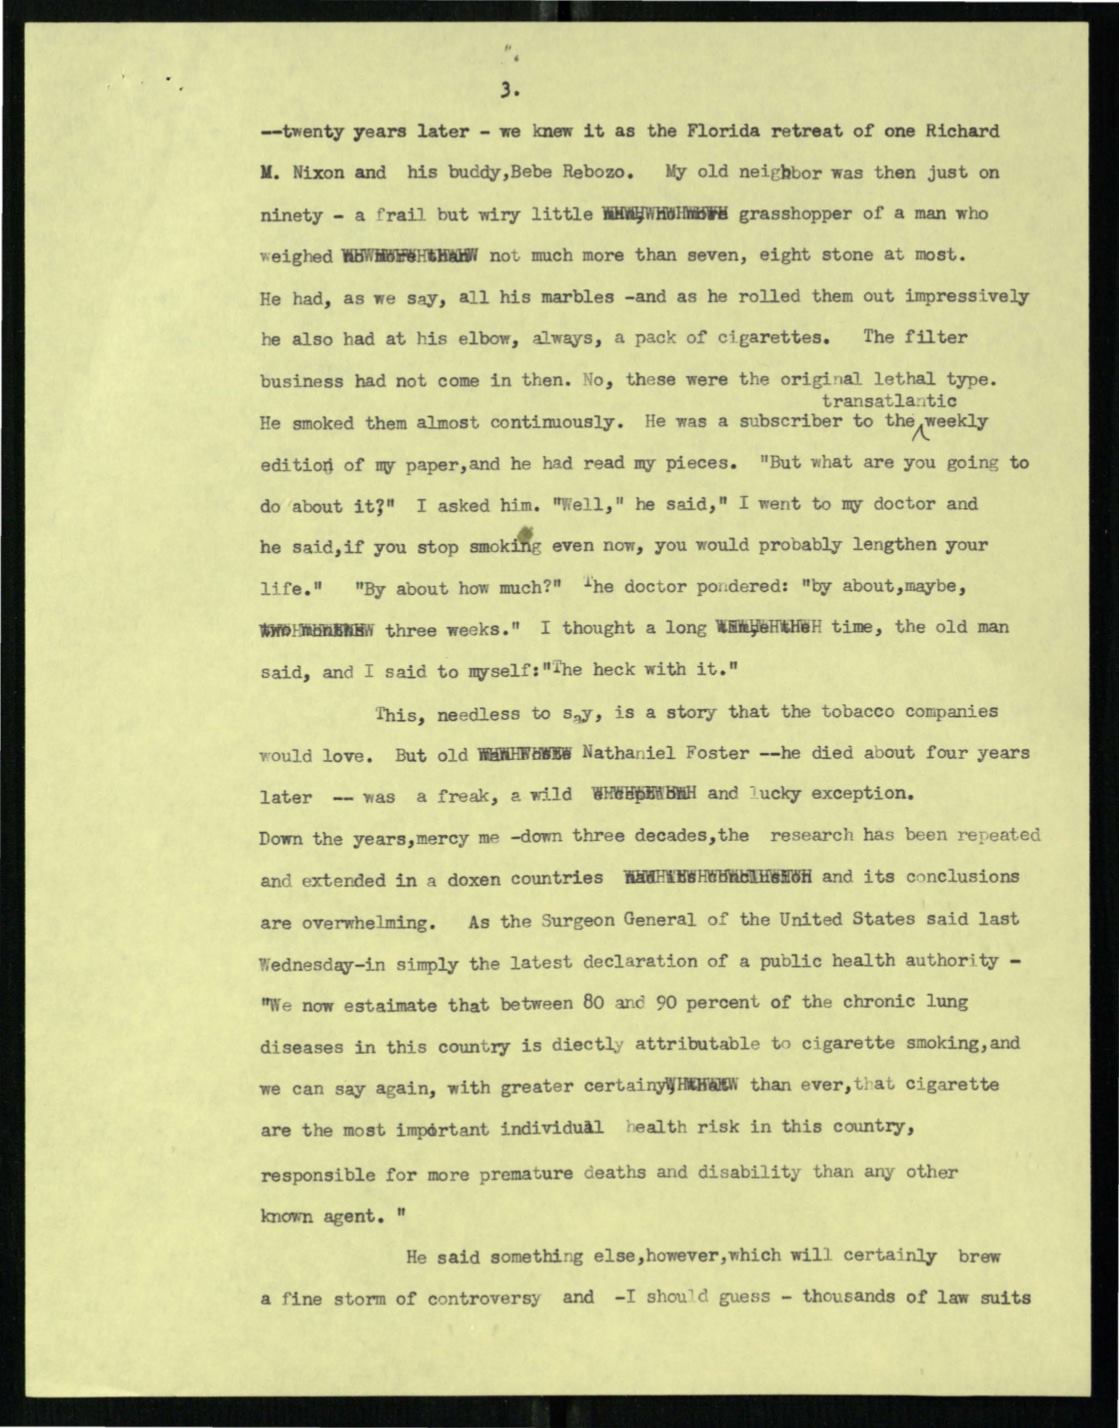 3.
--twenty years later - we knew it as the Florida retreat of one Richard
M. Nixon and his buddy,Bebe Rebozo. My old neighbor was then just on
ninety - a frail but wiry little grasshopper of a man who
weighed not much more than seven, eight stone at most.
He had, as we say, all his marbles -and as he rolled them out impressively
he also had at his elbow, always, a pack of cigarettes. The filter
business had not come in then. No, these were the original lethal type.
transatlantic
He smoked them almost continuously. He was a subscriber to the weekly
edition of my paper,and he had read my pieces. "But what are you going to
do about it?" I asked him. "Well," he said," I went to my doctor and
he said,if you stop smoking even now, you would probably lengthen your
life." "By about how much?" The doctor pondered: "by about,maybe,
three weeks." I thought a long time, the old man
said, and I said to myself:"The heck with it."
This, needless to say, is a story that the tobacco companies
would love. But old Nathaniel Foster --he died about four years
later -- was a freak, a wild and lucky exception.
Down the years,mercy me -down three decades,the research has been repeated
and extended in a doxen countries and its conclusions
are overwhelming. As the Surgeon General of the United States said last
Wednesday-in simply the latest declaration of a public health authority -
"We now estaimate that between 80 and 90 percent of the chronic lung
diseases in this country is diectly attributable to cigarette smoking,and
we can say again, with greater certainy, than ever,that cigarette
are the most important individual health risk in this country,
responsible for more premature deaths and disability than any other
known agent. "
He said something else,however,which will certainly brew
a fine storm of controversy and -I should guess - thousands of law suits